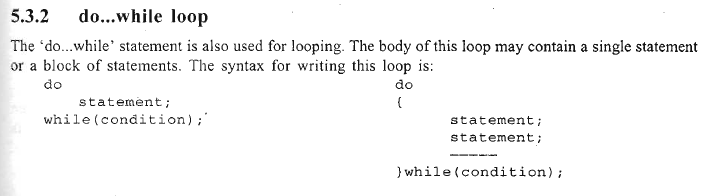 5.3.2 do...while loop
The 'do...while' statement is also used for looping. The body of this loop may contain a single statement
or a block of statements. The syntax for writing this loop is:
do
statement;
while(condition);
do
{
statement;
statement;
-----
}while(condition);